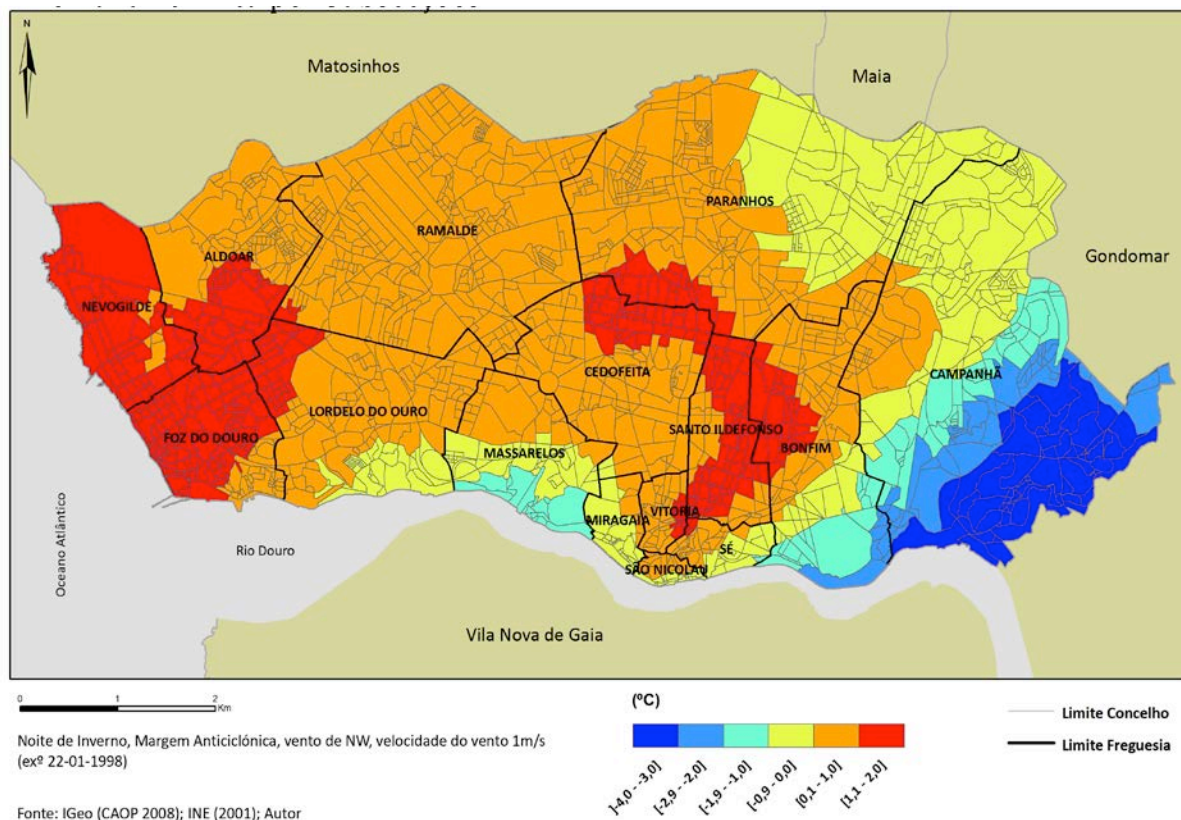 N
Matosinhos
Maia
PARANHOS
RAMALDE
Gondomar
ALDOAR
NEVOGILDE
CEDOFEITA
CAMPANHÃ
LORDELO DO OURO
FOZ DO DOURO
SANTO ILDEFONSO
BONFIM
MASSARELOS
MIRAGAIA
VITORIA
SÉ
SÃO NICOLAU
Oceano Atlântico
Rio Douro
Vila Nova de Gaia
0 1 2
Km
(ºC)
]-4,0 - -3,0]
[-2,9 - -2,0]
[-1,9 - -1,0]
[-0,9 - 0,0]
[0,1 - 1,0]
[1,1 - 2,0]
Limite Concelho
Limite Freguesia
Noite de Inverno, Margem Anticiclónica, vento de NW, velocidade do vento 1m/s
(exº 22-01-1998)
Fonte: IGeo (CAOP 2008); INE (2001); Autor